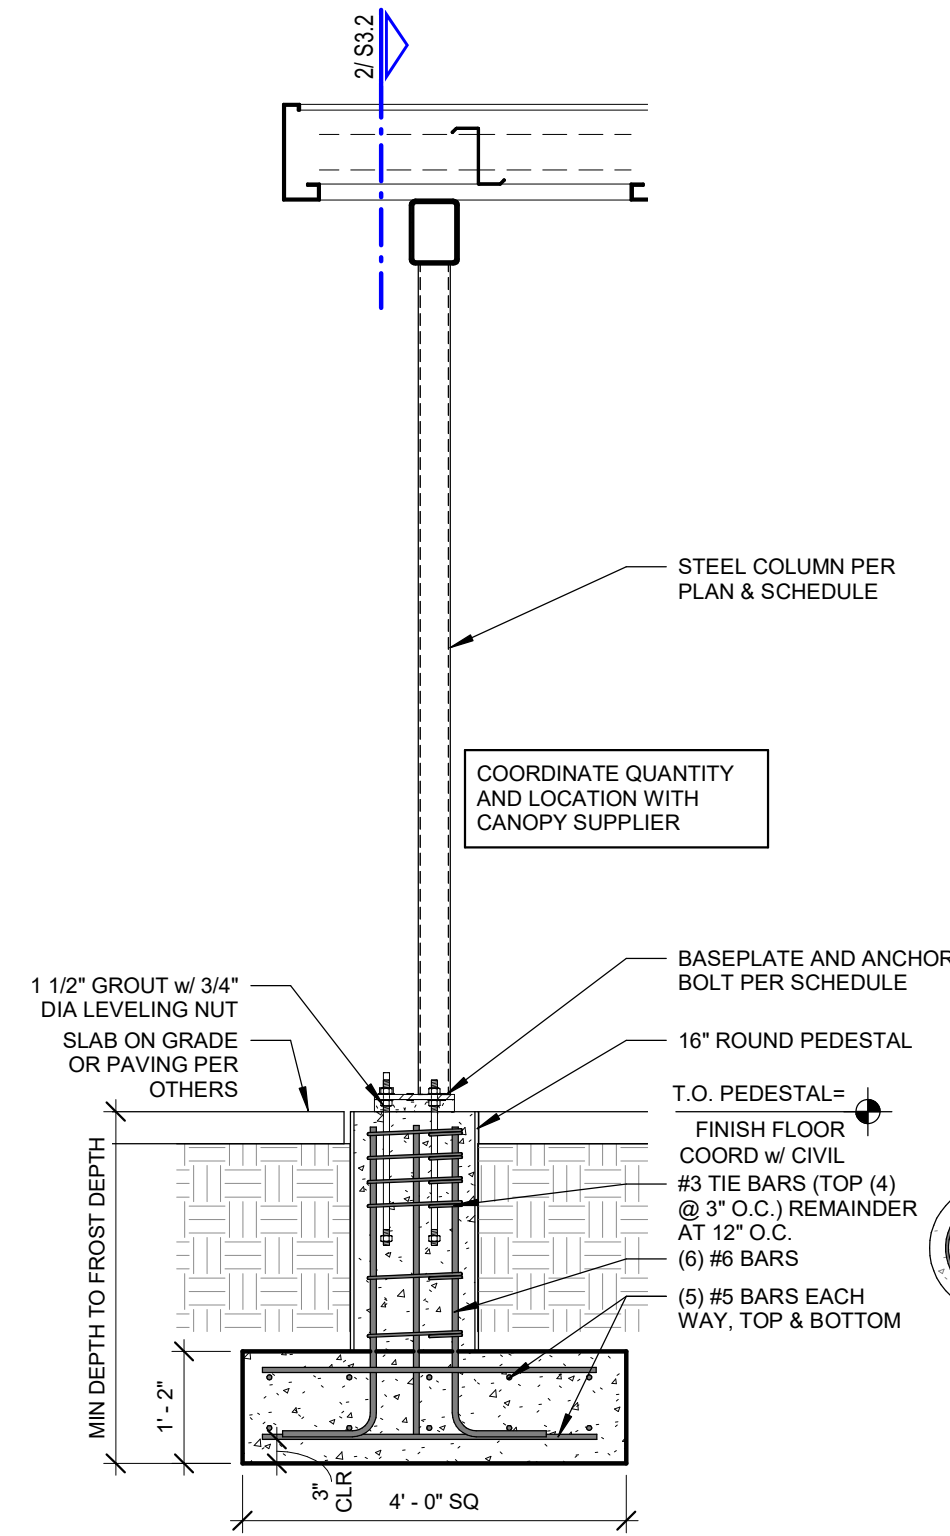 2/ S3.2
STEEL COLUMN PER
PLAN & SCHEDULE
COORDINATE QUANTITY
AND LOCATION WITH
CANOPY SUPPLIER
BASEPLATE AND ANCHOR
BOLT PER SCHEDULE
1 1/2" GROUT w/ 3/4"
DIA LEVELING NUT
SLAB ON GRADE
OR PAVING PER
OTHERS
16" ROUND PEDESTAL
T.O. PEDESTAL=
FINISH FLOOR
COORD w/ CIVIL
#3 TIE BARS (TOP (4)
@ 3" O.C.) REMAINDER
AT 12" O.C.
(6) #6 BARS
(5) #5 BARS EACH
WAY, TOP & BOTTOM
MIN DEPTH TO FROST DEPTH
1' - 2"
3"
CLR
4' - 0" SQ